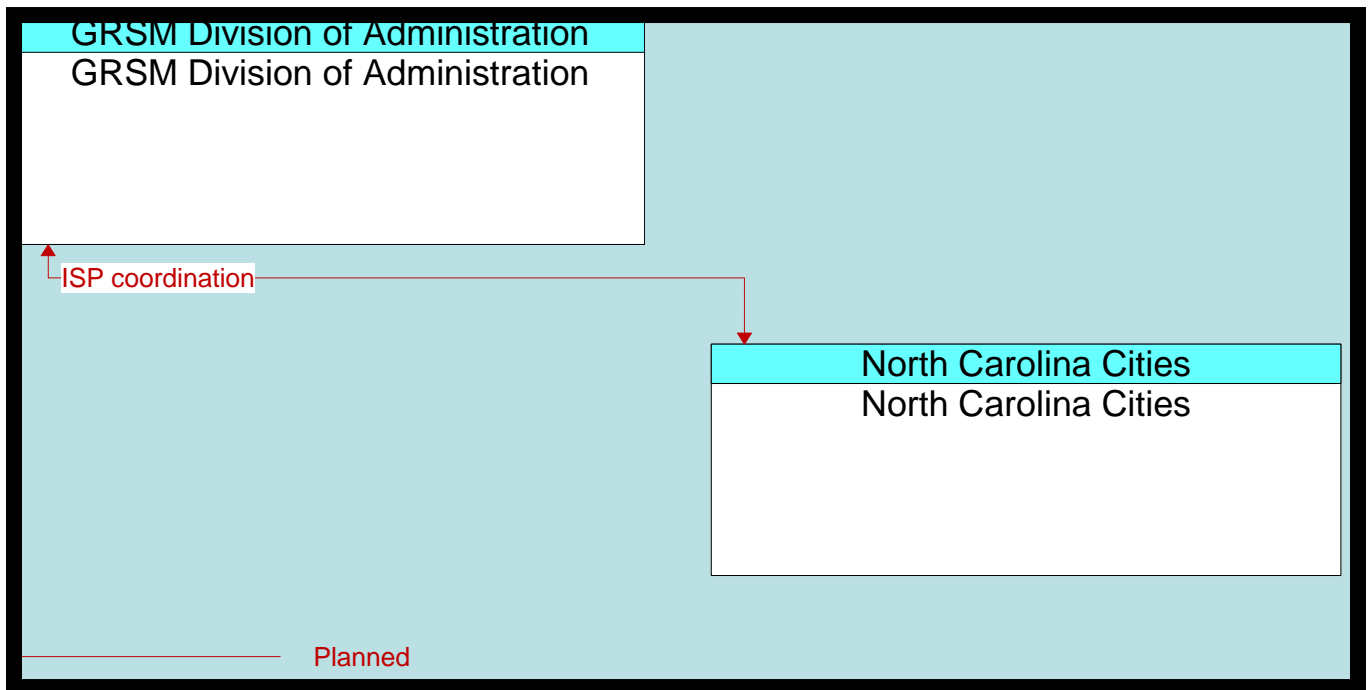 GRSM Division of Administration
GRSM Division of Administration
ISP coordination
North Carolina Cities
North Carolina Cities
Planned